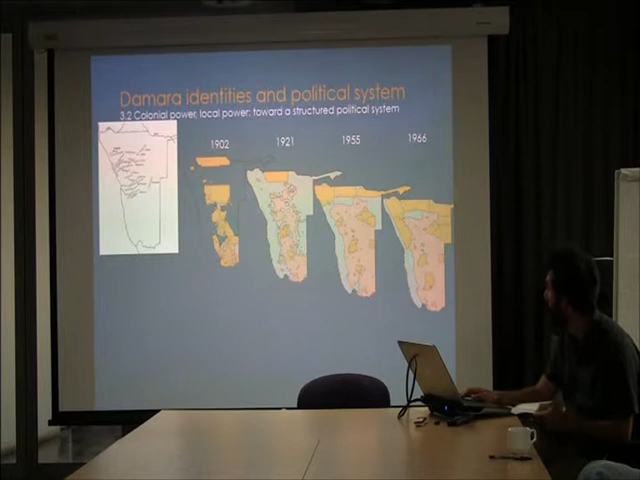 Damara identities and political system
3.2 Colonial power, local power: toward a structured political system
1902
1921
1955
1966